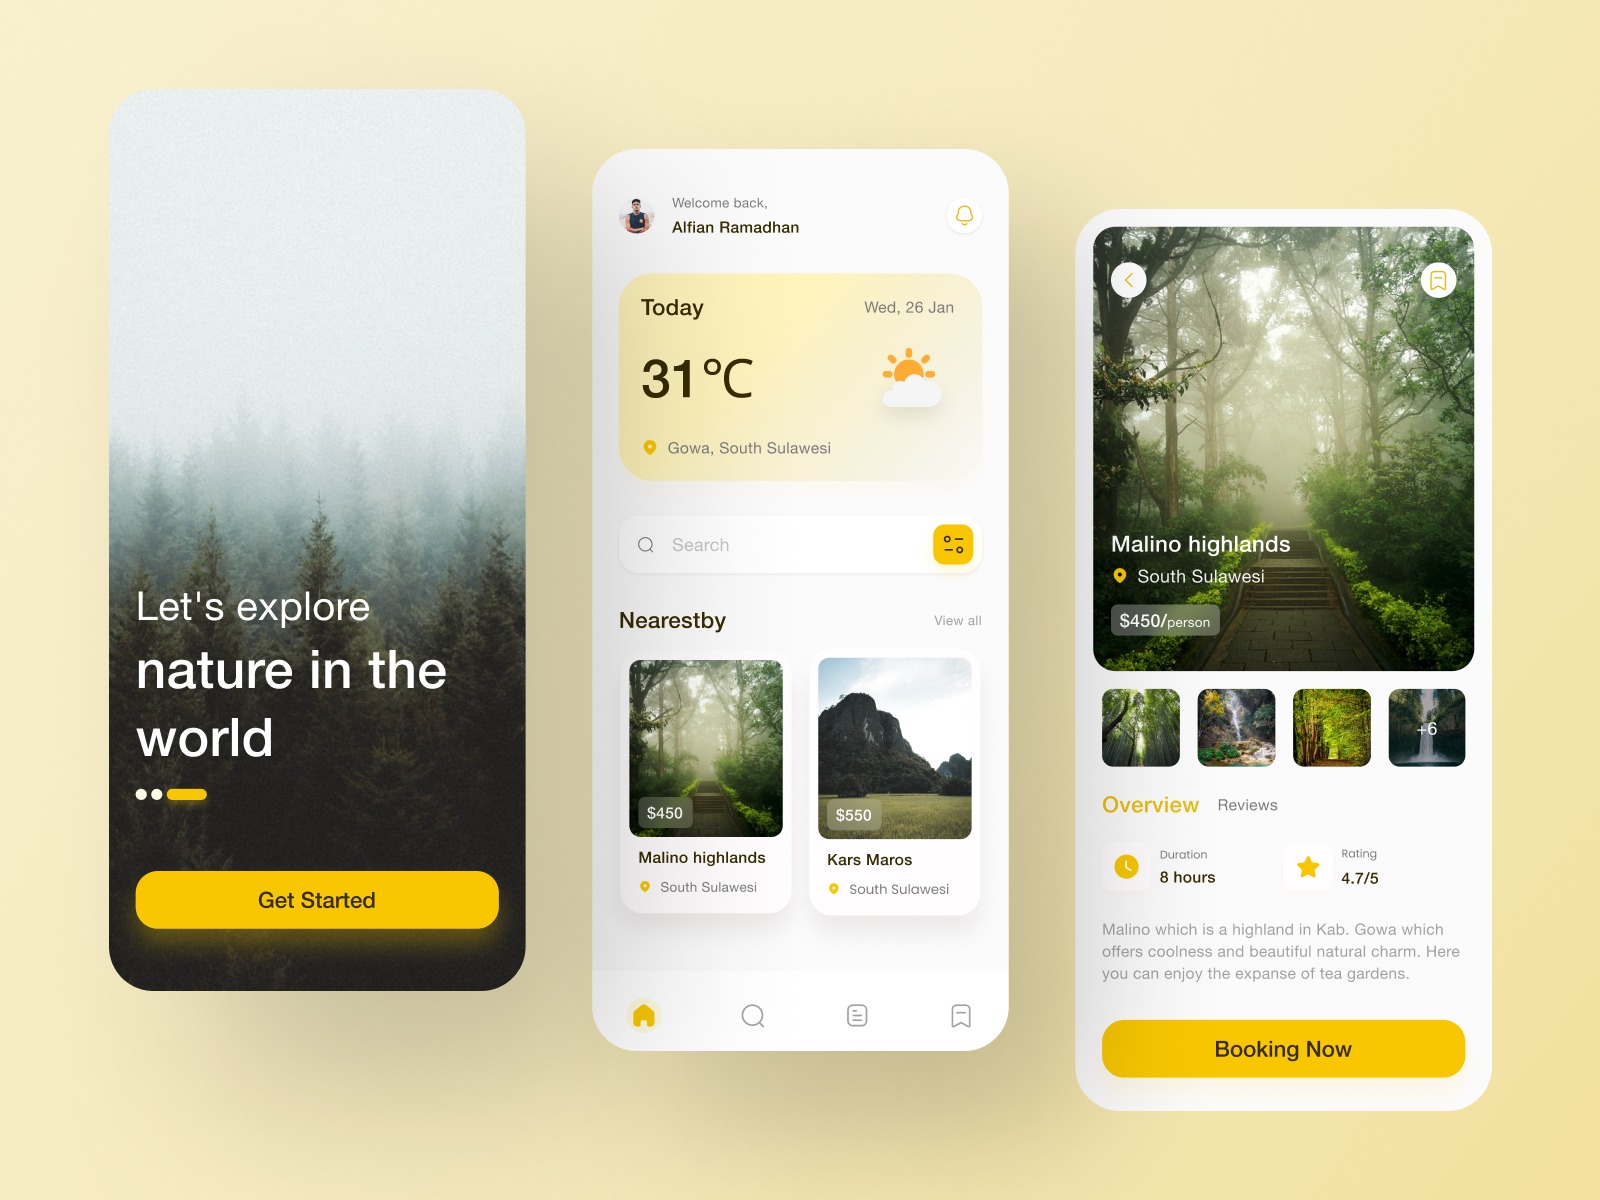 Let's explore
nature in the
world
Get Started
Welcome back,
Alfian Ramadhan
Today
Wed, 26 Jan
31°C
Gowa, South Sulawesi
Search
Nearestby
View all
$450
Malino highlands
South Sulawesi
$550
Kars Maros
South Sulawesi
Malino highlands
South Sulawesi
$450/person
+6
Overview
Reviews
Duration
8 hours
Rating
4.7/5
Malino which is a highland in Kab. Gowa which
offers coolness and beautiful natural charm. Here
you can enjoy the expanse of tea gardens.
Booking Now